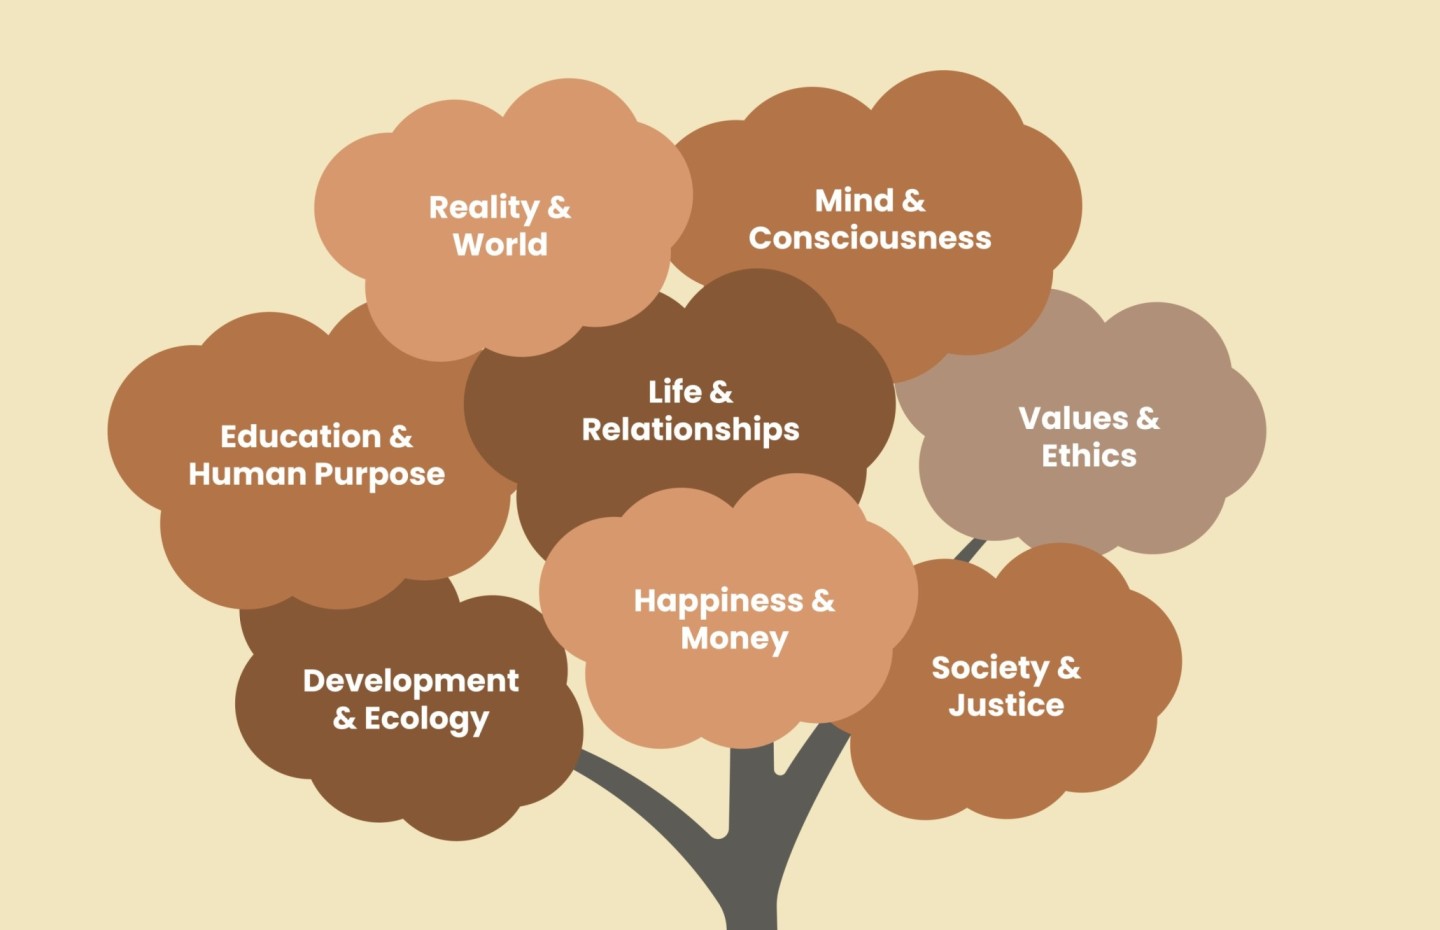 Reality &
World
Mind &
Consciousness
Life &
Relationships
Values &
Ethics
Education &
Human Purpose
Happiness &
Money
Society &
Justice
Development
& Ecology